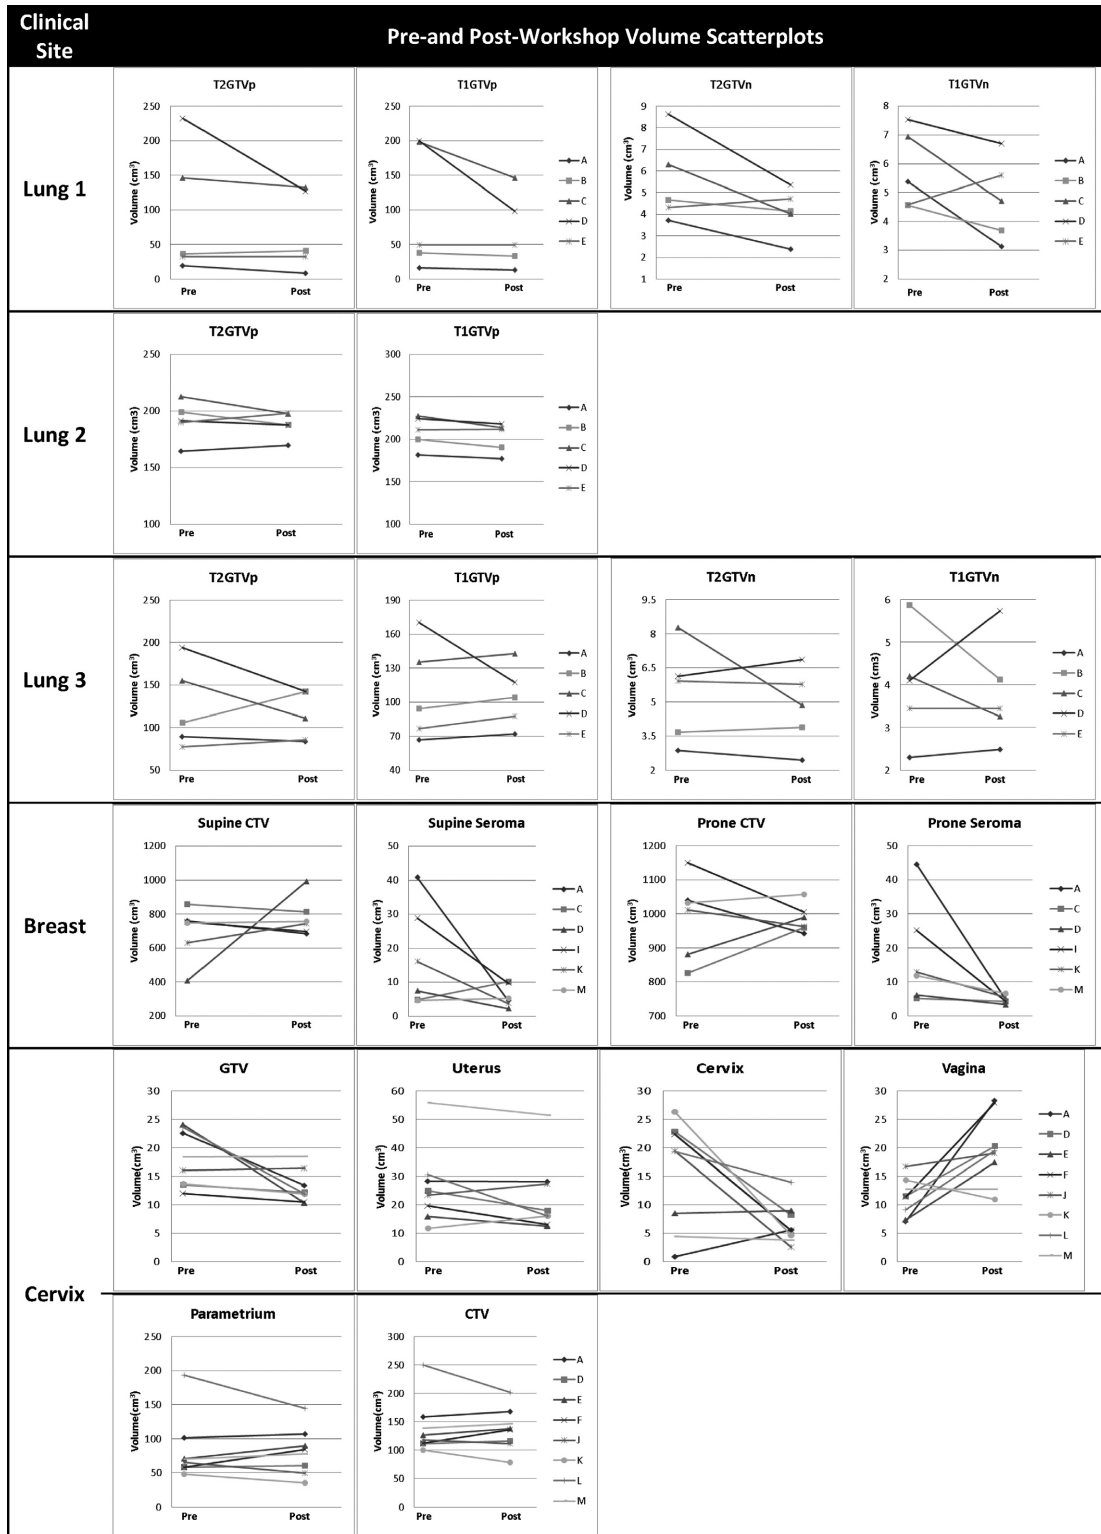 Clinical
Site
Pre-and Post-Workshop Volume Scatterplots
Lung 1
T2GTVp
Volume (cm³)
250
200
150
100
50
0
Pre Post
T1GTVp
Volume (cm³)
250
200
150
100
50
0
Pre Post
A
B
C
D
E
T2GTVn
Volume (cm³)
9
8
7
6
5
4
3
2
1
Pre Post
T1GTVn
Volume (cm³)
8
7
6
5
4
3
2
Pre Post
A
B
C
D
E
Lung 2
T2GTVp
Volume (cm3)
250
200
150
100
Pre Post
T1GTVp
Volume (cm3)
300
250
200
150
100
Pre Post
A
B
C
D
E
Lung 3
T2GTVp
Volume (cm³)
250
200
150
100
50
Pre Post
T1GTVp
Volume (cm³)
190
160
130
100
70
40
Pre Post
A
B
C
D
E
T2GTVn
Volume (cm³)
9.5
8
6.5
5
3.5
2
Pre Post
T1GTVn
Volume (cm3)
6
5
4
3
2
Pre Post
A
B
C
D
E
Breast
Supine CTV
Volume (cm³)
1200
1000
800
600
400
200
Pre Post
Supine Seroma
Volume (cm³)
50
40
30
20
10
0
Pre Post
A
C
D
I
K
M
Prone CTV
Volume (cm³)
1200
1100
1000
900
800
700
Pre Post
Prone Seroma
Volume (cm³)
50
40
30
20
10
0
Pre Post
A
C
D
I
K
M
Cervix
GTV
Volume(cm³)
30
25
20
15
10
5
0
Pre Post
Uterus
Volume (cm³)
60
50
40
30
20
10
0
Pre Post
Cervix
Volume(cm³)
30
25
20
15
10
5
0
Pre Post
Vagina
Volume(cm³)
30
25
20
15
10
5
0
Pre Post
A
D
E
F
J
K
L
M
Parametrium
Volume(cm³)
250
200
150
100
50
0
Pre Post
CTV
Volume(cm³)
300
250
200
150
100
50
0
Pre Post
A
D
E
F
J
K
L
M